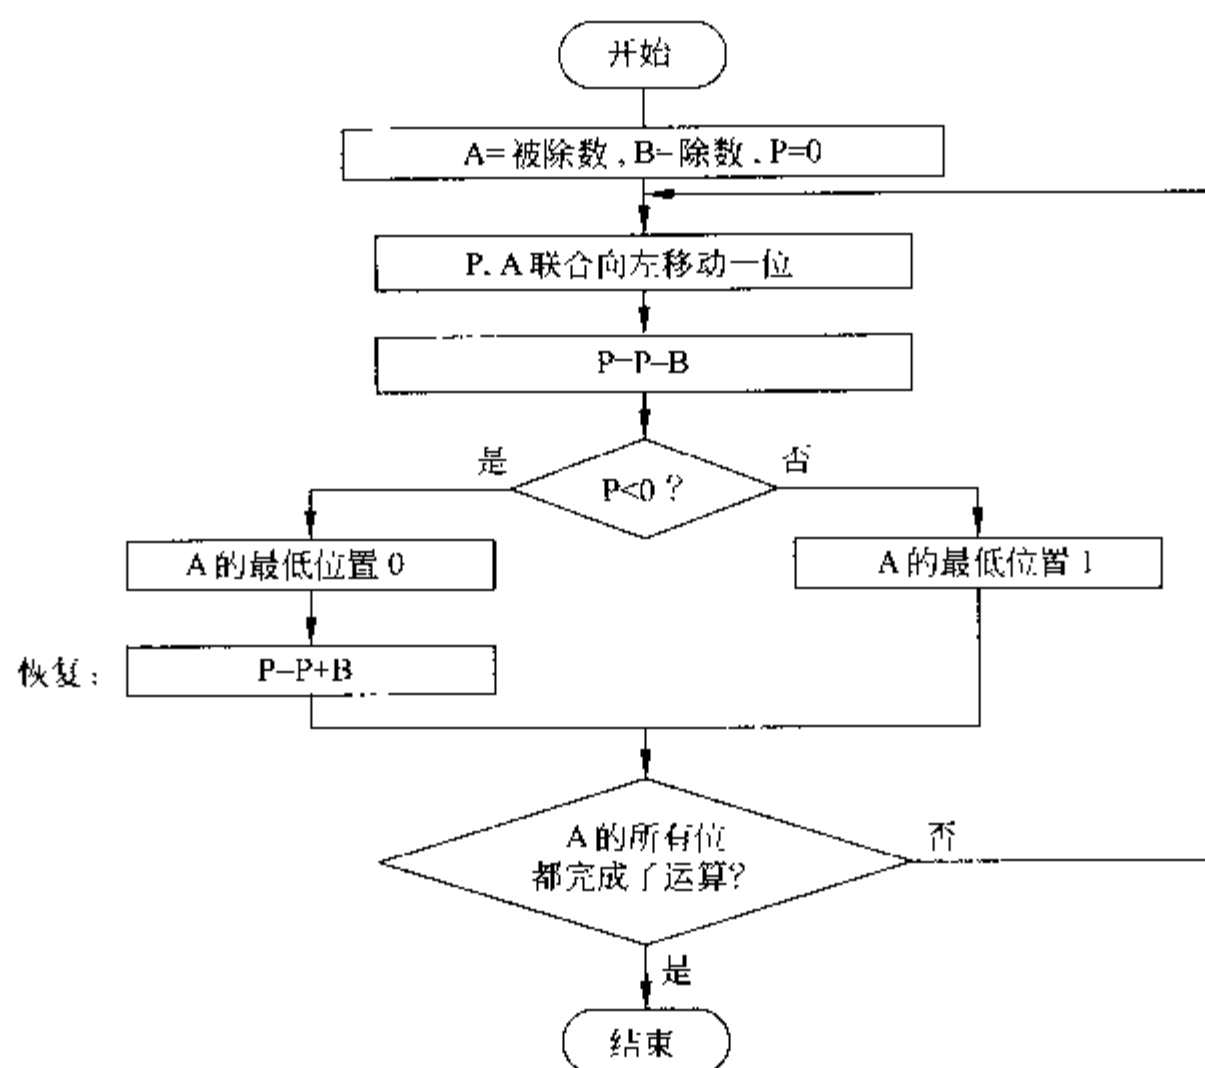 开始
A=被除数,B=除数,P=0
P、A联合向左移动一位
P=P-B
是
否
P<0?
A的最低位置0
A的最低位置1
恢复:
P=P+B
A的所有位
都完成了运算?
否
是
结束